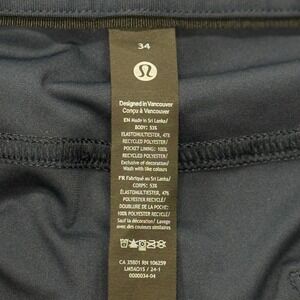 34
Designed in Vancouver
Conçu à Vancouver
EN Made in Sri Lanka/
BODY: 53%
ELASTOMULTIESTER, 47%
RECYCLED POLYESTER/
POCKET LINING: 100%
RECYCLED POLYESTER/
Exclusive of decoration/
Wash with like colours
FR Fabriqué au Sri Lanka/
CORPS: 53%
ÉLASTOMULTIESTER, 47%
POLYESTER RECYCLÉ/
DOUBLURE DE LA POCHE:
100% POLYESTER RECYCLÉ/
Sauf la décoration/ Lavage
avec des couleurs similaires
CA 35801 RN 106259
LM5AO1S / 24-1
0000034-04